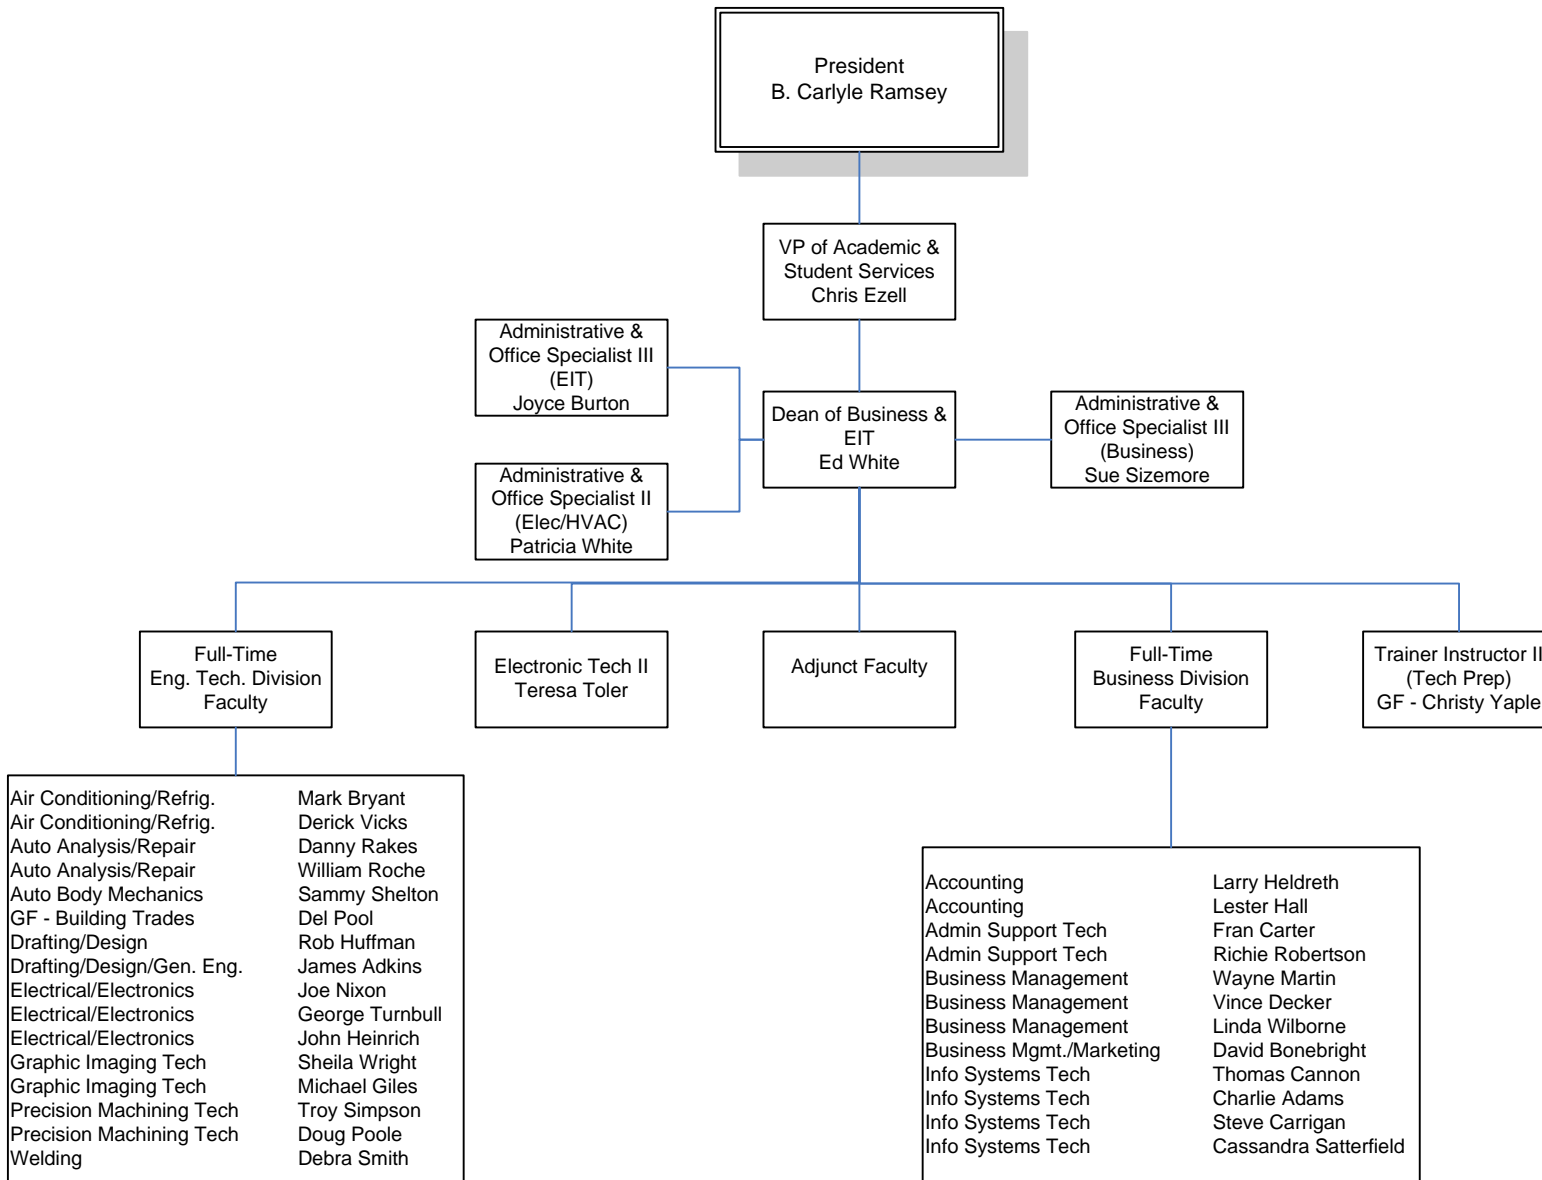 President
B. Carlyle Ramsey
VP of Academic &
Student Services
Chris Ezell
Administrative &
Office Specialist III
(EIT)
Joyce Burton
Dean of Business &
EIT
Ed White
Administrative &
Office Specialist III
(Business)
Sue Sizemore
Administrative &
Office Specialist II
(Elec/HVAC)
Patricia White
Full-Time
Eng. Tech. Division
Faculty
Electronic Tech II
Teresa Toler
Adjunct Faculty
Full-Time
Business Division
Faculty
Trainer Instructor II
(Tech Prep)
GF - Christy Yaple
Air Conditioning/Refrig. Mark Bryant
Air Conditioning/Refrig. Derick Vicks
Auto Analysis/Repair Danny Rakes
Auto Analysis/Repair William Roche
Auto Body Mechanics Sammy Shelton
GF - Building Trades Del Pool
Drafting/Design Rob Huffman
Drafting/Design/Gen. Eng. James Adkins
Electrical/Electronics Joe Nixon
Electrical/Electronics George Turnbull
Electrical/Electronics John Heinrich
Graphic Imaging Tech Sheila Wright
Graphic Imaging Tech Michael Giles
Precision Machining Tech Troy Simpson
Precision Machining Tech Doug Poole
Welding Debra Smith
Accounting Larry Heldreth
Accounting Lester Hall
Admin Support Tech Fran Carter
Admin Support Tech Richie Robertson
Business Management Wayne Martin
Business Management Vince Decker
Business Management Linda Wilborne
Business Mgmt./Marketing David Bonebright
Info Systems Tech Thomas Cannon
Info Systems Tech Charlie Adams
Info Systems Tech Steve Carrigan
Info Systems Tech Cassandra Satterfield